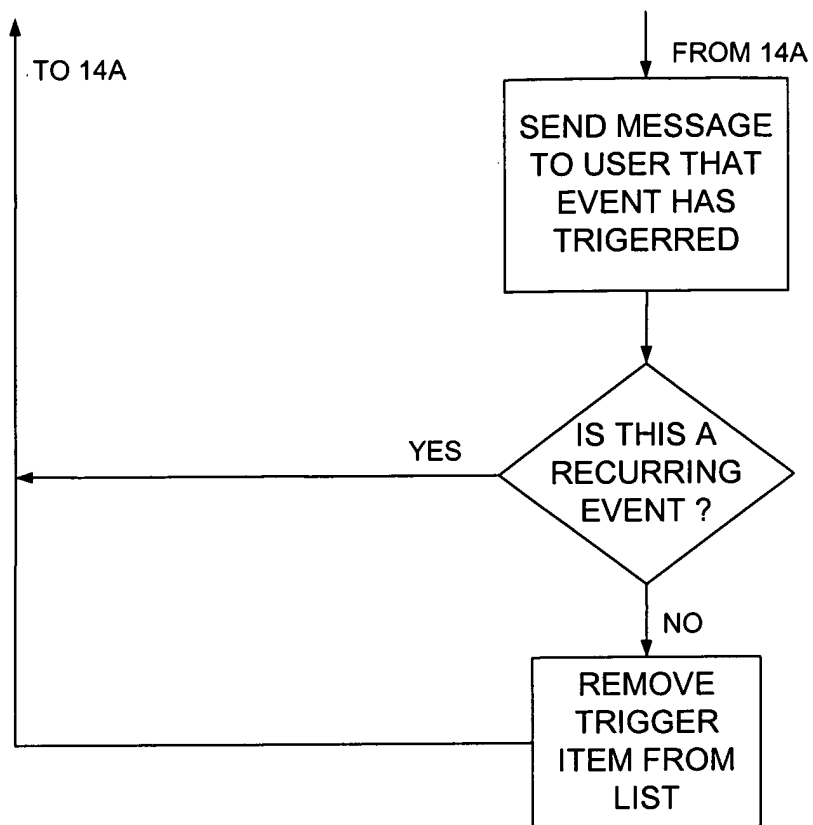 TO 14A
FROM 14A
SEND MESSAGE
TO USER THAT
EVENT HAS
TRIGERRED
IS THIS A
RECURRING
EVENT ?
YES
NO
REMOVE
TRIGGER
ITEM FROM
LIST